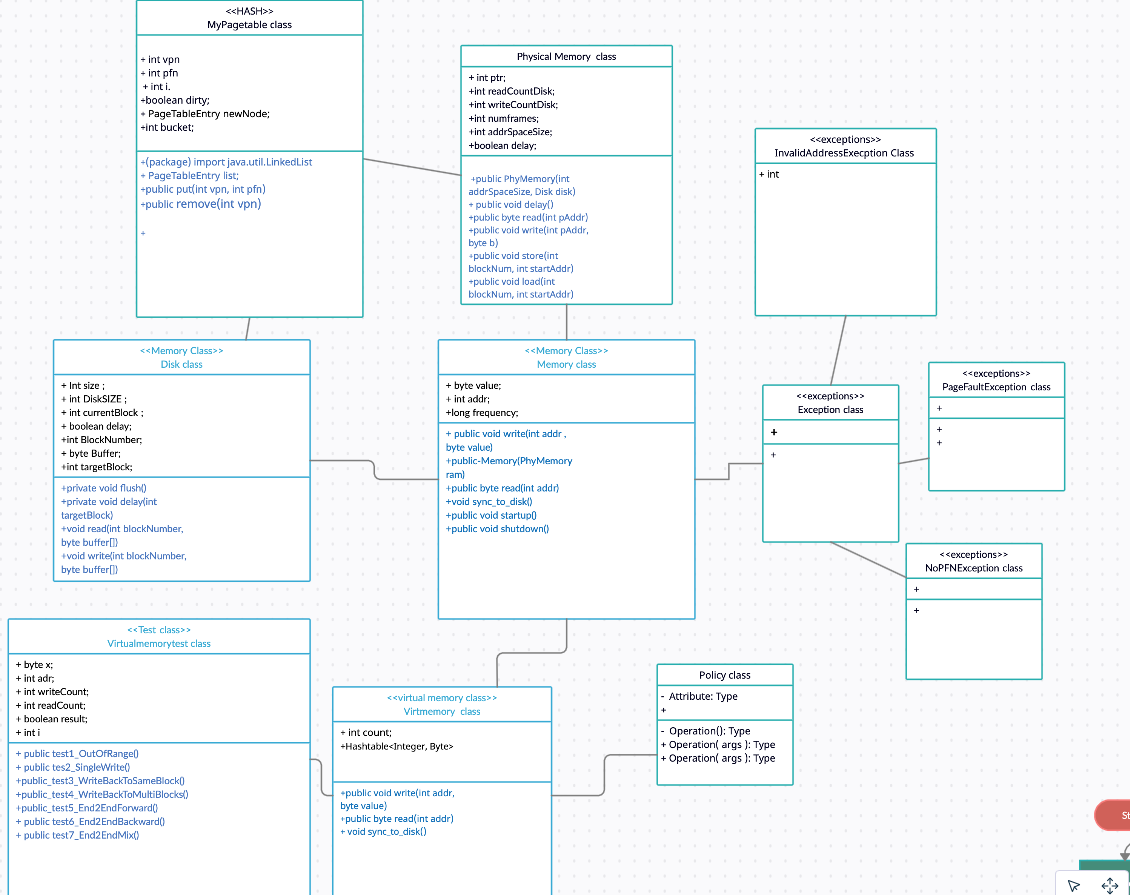 <<HASH>>
MyPagetable class
+ int vpn
+ int pfn
+ int i.
+boolean dirty;
+ PageTableEntry newNode;
+int bucket;
+(package) import java.util.LinkedList
+ PageTableEntry list;
+public put(int vpn, int pfn)
+public remove(int vpn)
+
Physical Memory class
+ int ptr;
+int readCountDisk;
+int writeCountDisk;
+int numframes;
+int addrSpaceSize;
+boolean delay;
+public PhyMemory(int
addrSpaceSize, Disk disk)
+ public void delay()
+public byte read(int pAddr)
+public void write(int pAddr,
byte b)
+public void store(int
blockNum, int startAddr)
+public void load(int
blockNum, int startAddr)
<<exceptions>>
InvalidAddressExecption Class
+ int
<<Memory Class>>
Disk class
+ Int size ;
+ int DiskSIZE ;
+ int currentBlock ;
+ boolean delay;
+int BlockNumber;
+ byte Buffer;
+int targetBlock;
+private void flush()
+private void delay(int
targetBlock)
+void read(int blockNumber,
byte buffer[])
+void write(int blockNumber,
byte buffer[])
<<Memory Class>>
Memory class
+ byte value;
+ int addr;
+long frequency;
+ public void write(int addr ,
byte value)
+public-Memory(PhyMemory
ram)
+public byte read(int addr)
+void sync_to_disk()
+public void startup()
+public void shutdown()
<<exceptions>>
Exception class
+
+
<<exceptions>>
PageFaultException class
+
+
+
<<exceptions>>
NoPFNException class
+
+
<<Test class>>
Virtualmemorytest class
+ byte x;
+ int adr;
+ int writeCount;
+ int readCount;
+ boolean result;
+ int i
+ public test1_OutOfRange()
+ public tes2_SingleWrite()
+public_test3_WriteBackToSameBlock()
+public_test4_WriteBackToMultiBlocks()
+public_test5_End2EndForward()
+ public test6_End2EndBackward()
+ public test7_End2EndMix()
<<virtual memory class>>
Virtmemory class
+ int count;
+Hashtable<Integer, Byte>
+public void write(int addr,
byte value)
+public byte read(int addr)
+ void sync_to_disk()
Policy class
- Attribute: Type
+
- Operation(): Type
+ Operation( args ): Type
+ Operation( args ): Type
St